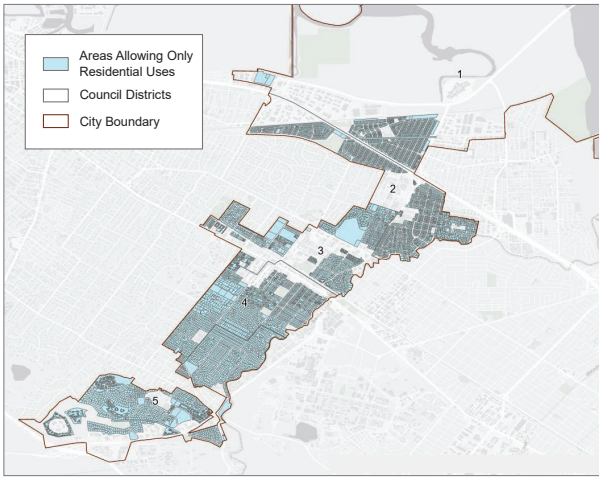 Areas Allowing Only
Residential Uses
Council Districts
City Boundary
1
2
3
4
5